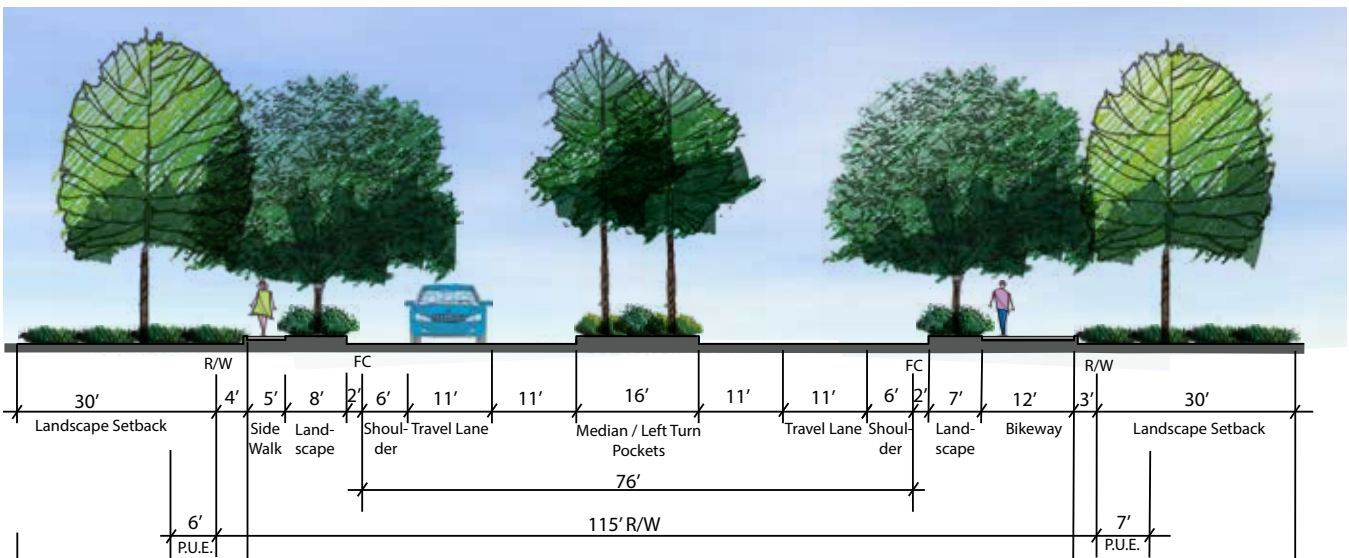 R/W FC FC R/W
30’ 4’ 5’ 8’ 2’ 6’ 11’ 11’ 16’ 11’ 11’ 6’ 2’ 7’ 12’ 3’ 30’
Landscape Setback Side Land- Shoul- Travel Lane Median / Left Turn Travel Lane Shoul- Land- Bikeway Landscape Setback
Walk scape der Pockets der scape
76’
6’ 115’ R/W 7’
P.U.E. P.U.E.